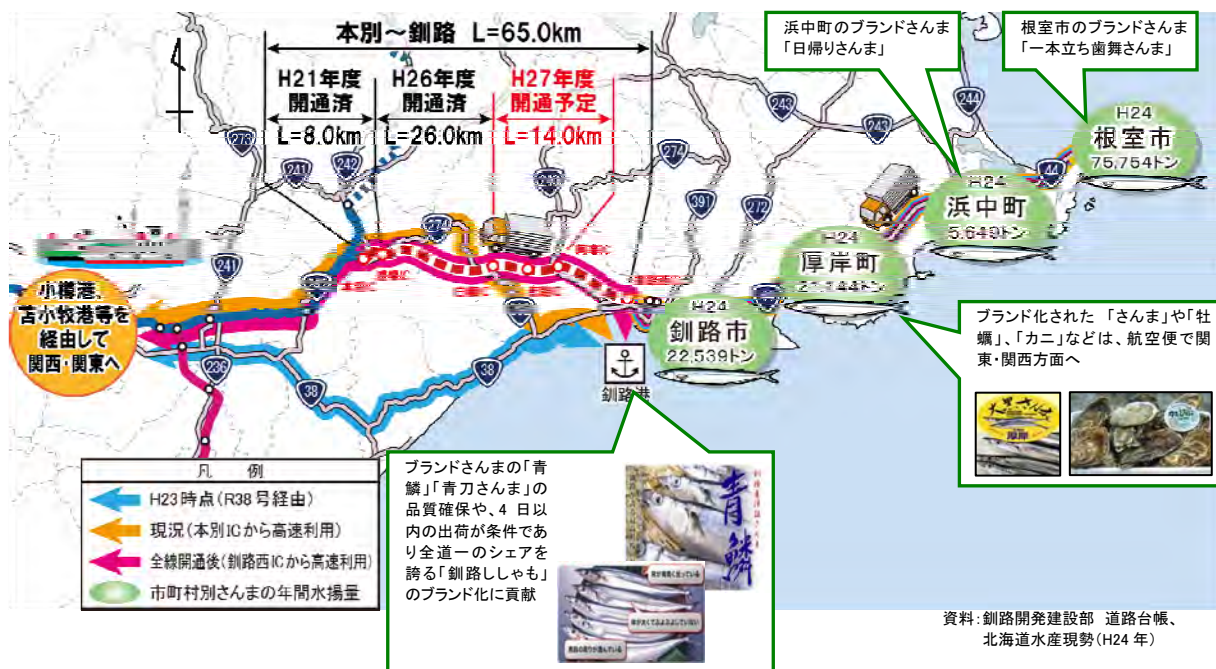 本別～釧路 L=65.0km
H21年度
開通済
L=8.0km
H26年度
開通済
L=26.0km
H27年度
開通予定
L=14.0km
浜中町のブランドさんま
「日帰りさんま」
根室市のブランドさんま
「一本立ち歯舞さんま」
273
241
242
274
243
244
243
274
391
272
44
241
236
38
38
H24
根室市
75,754トン
H24
浜中町
5,649トン
H24
厚岸町
H24
釧路市
22,539トン
小樽港、
苫小牧港等を
経由して
関西・関東へ
釧路港
ブランド化された 「さんま」や「牡
蠣」、「カニ」などは、航空便で関
東・関西方面へ
大黒さんま
厚岸
ブランドさんまの「青
鱗」「青刀さんま」の
品質確保や、4 日以
内の出荷が条件であ
り全道一のシェアを
誇る「釧路ししゃも」
のブランド化に貢献
青鱗
凡 例
H23時点(R38号経由)
現況(本別ICから高速利用)
全線開通後(釧路西ICから高速利用)
市町村別さんまの年間水揚量
資料:釧路開発建設部 道路台帳、
北海道水産現勢(H24 年)